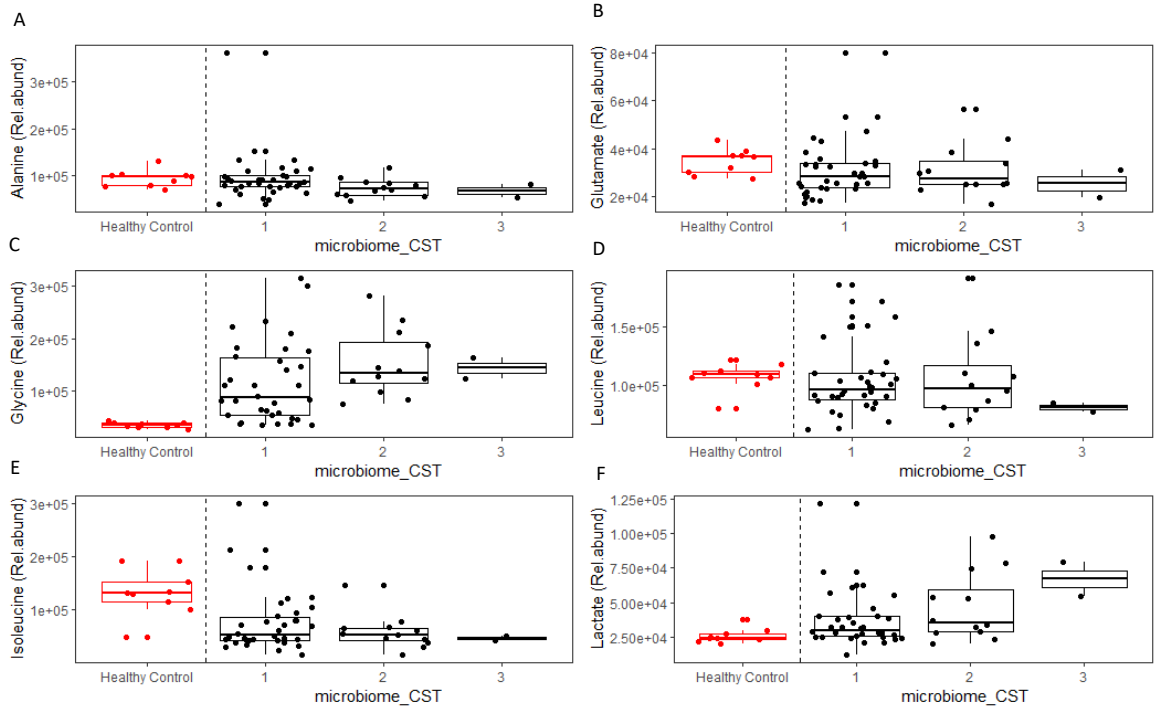 A
Alanine (Rel.abund)
3e+05
2e+05
1e+05
Healthy Control
1
2
3
microbiome_CST
B
Glutamate (Rel.abund)
8e+04
6e+04
4e+04
2e+04
Healthy Control
1
2
3
microbiome_CST
C
Glycine (Rel.abund)
3e+05
2e+05
1e+05
Healthy Control
1
2
3
microbiome_CST
D
Leucine (Rel.abund)
1.5e+05
1.0e+05
Healthy Control
1
2
3
microbiome_CST
E
Isoleucine (Rel.abund)
3e+05
2e+05
1e+05
Healthy Control
1
2
3
microbiome_CST
F
Lactate (Rel.abund)
1.25e+05
1.00e+05
7.50e+04
5.00e+04
2.50e+04
Healthy Control
1
2
3
microbiome_CST